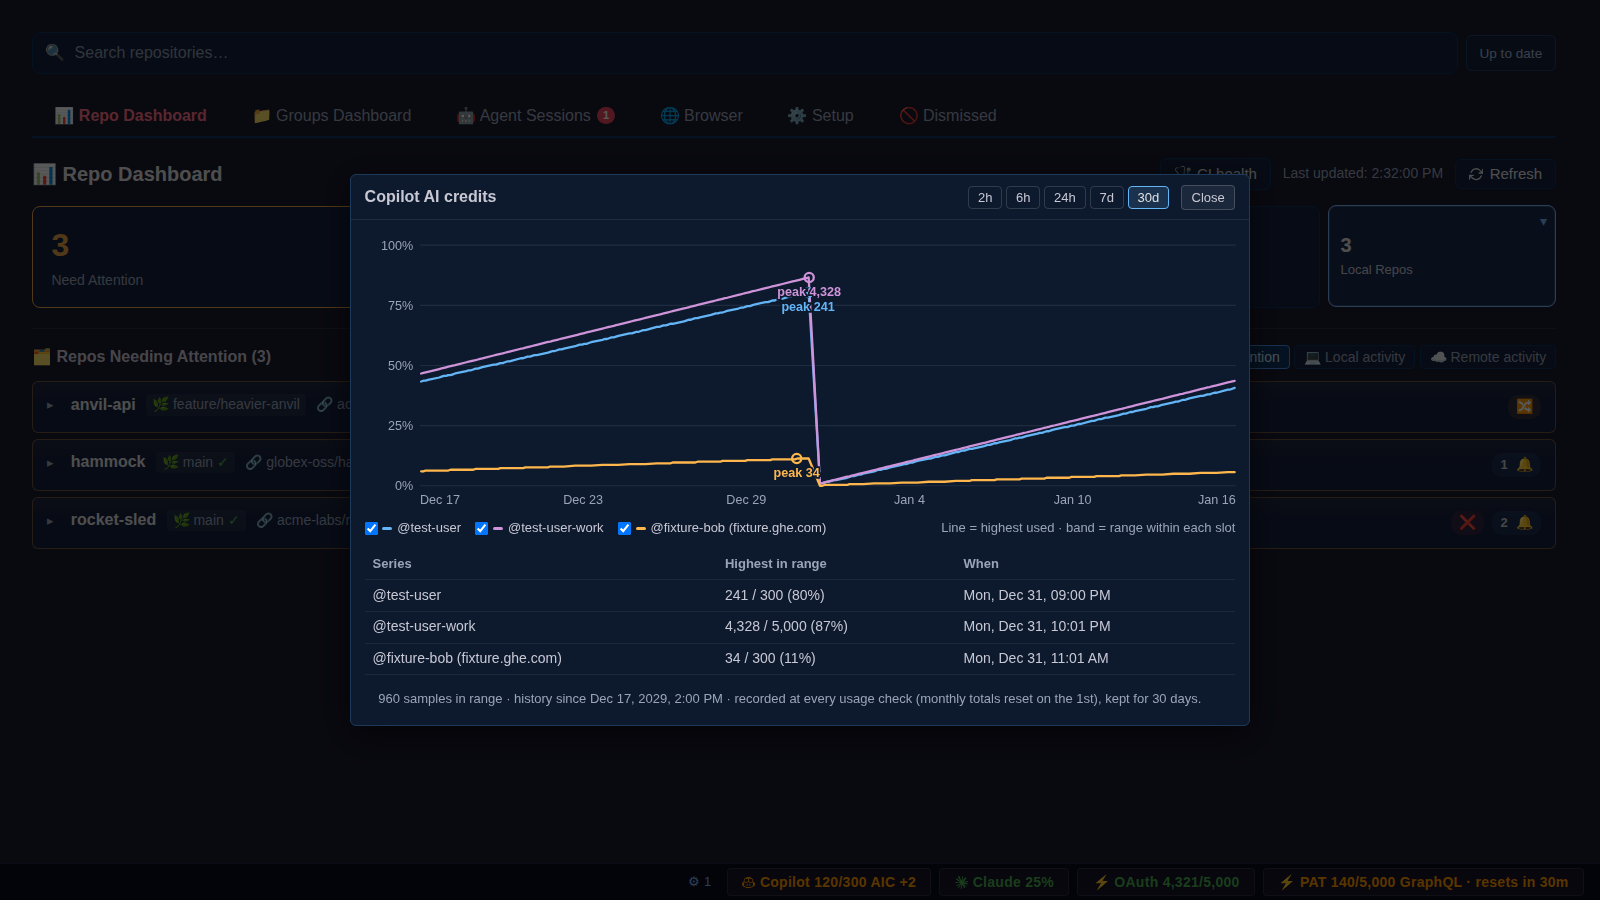 Search repositories…
Up to date
Repo Dashboard
Groups Dashboard
Agent Sessions 1
Browser
Setup
Dismissed
Repo Dashboard
Last updated: 2:32:00 PM
Refresh
3
Need Attention
3
Local Repos
Repos Needing Attention (3)
Local activity
Remote activity
anvil-api feature/heavier-anvil
hammock main ✓ 1
rocket-sled main ✓ 2
Copilot AI credits
2h 6h 24h 7d 30d Close
100%
75%
50%
25%
0%
peak 4,328
peak 241
peak 34
Dec 17 Dec 23 Dec 29 Jan 4 Jan 10 Jan 16
@test-user @test-user-work @fixture-bob (fixture.ghe.com) Line = highest used · band = range within each slot
Series Highest in range When
@test-user 241 / 300 (80%) Mon, Dec 31, 09:00 PM
@test-user-work 4,328 / 5,000 (87%) Mon, Dec 31, 10:01 PM
@fixture-bob (fixture.ghe.com) 34 / 300 (11%) Mon, Dec 31, 11:01 AM
960 samples in range · history since Dec 17, 2029, 2:00 PM · recorded at every usage check (monthly totals reset on the 1st), kept for 30 days.
1 Copilot 120/300 AIC +2 Claude 25% OAuth 4,321/5,000 PAT 140/5,000 GraphQL · resets in 30m